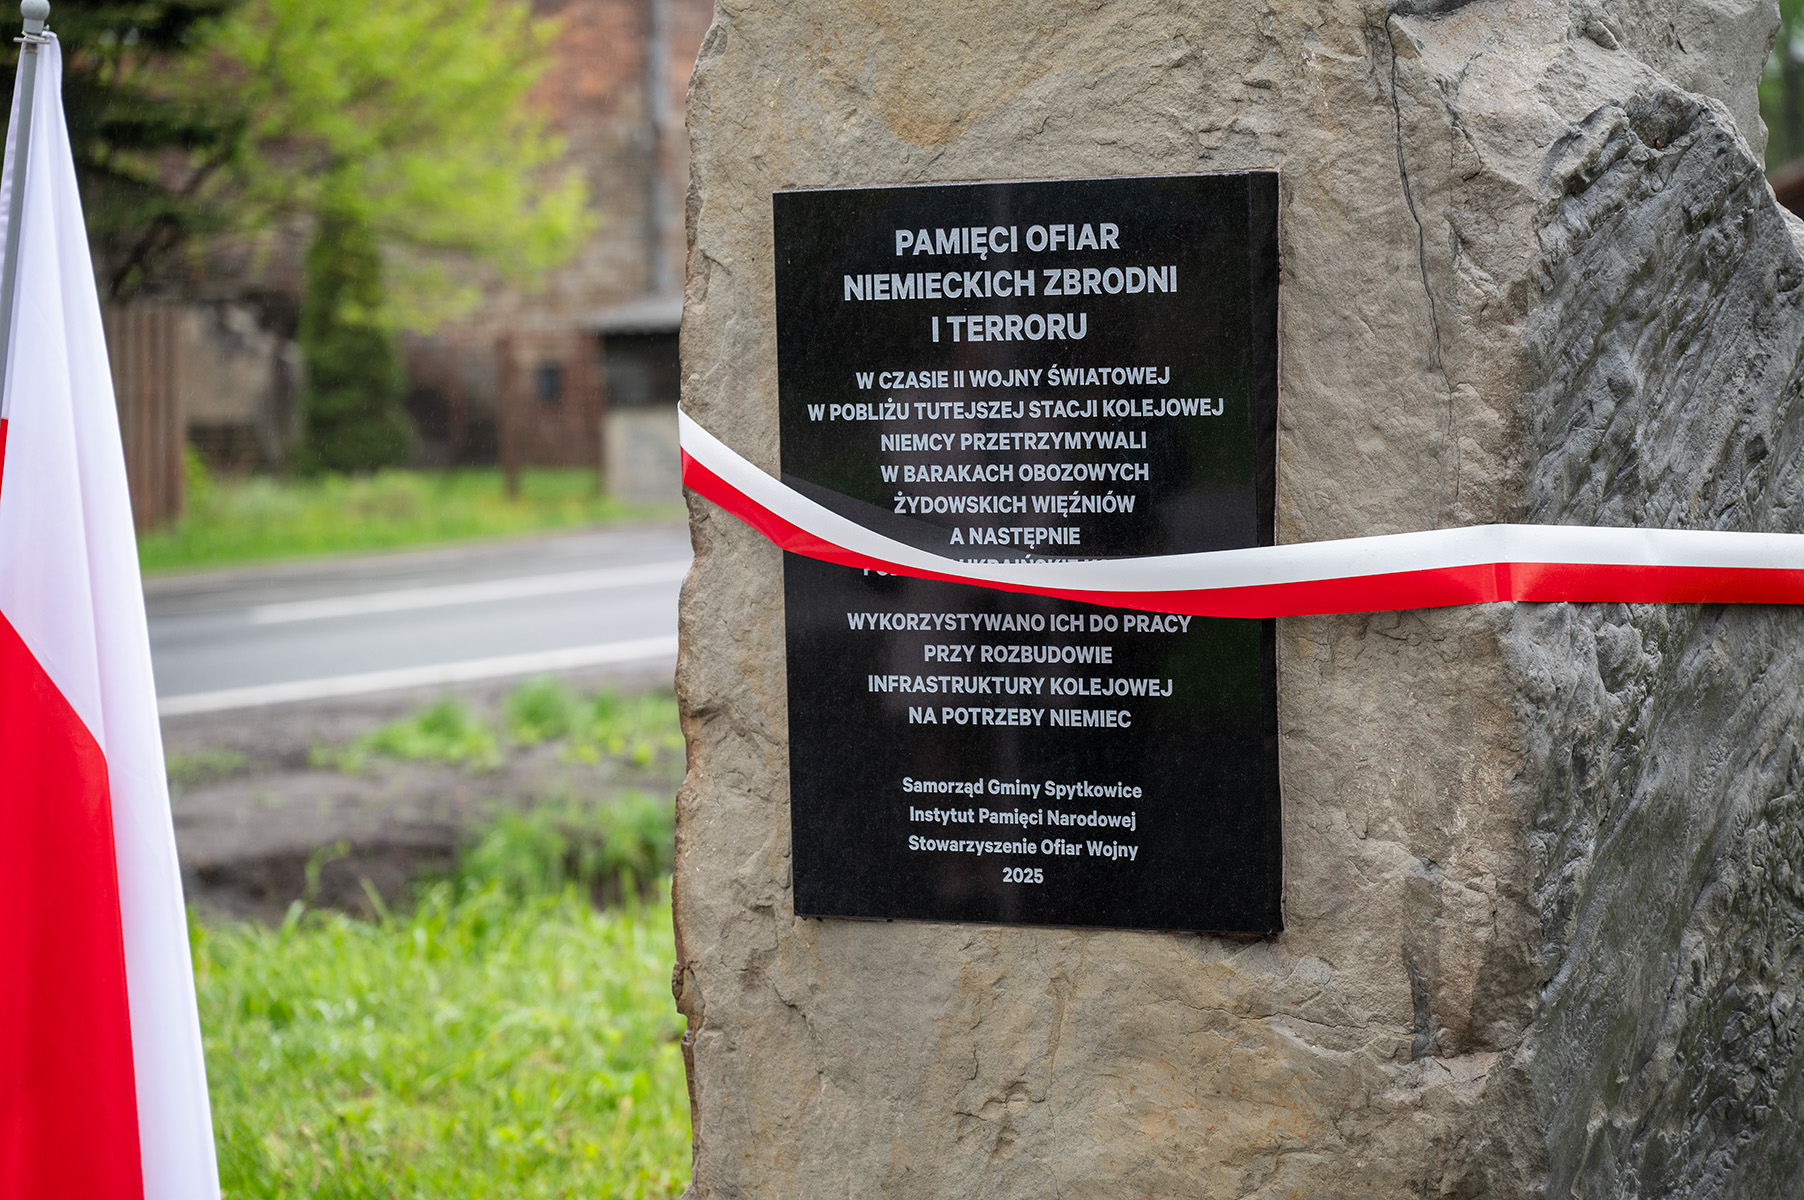 PAMIĘCI OFIAR
NIEMIECKICH ZBRODNI
I TERRORU
W CZASIE II WOJNY ŚWIATOWEJ
W POBLIŻU TUTEJSZEJ STACJI KOLEJOWEJ
NIEMCY PRZETRZYMYWALI
W BARAKACH OBOZOWYCH
ŻYDOWSKICH WIĘŹNIÓW
A NASTĘPNIE
WYKORZYSTYWANO ICH DO PRACY
PRZY ROZBUDOWIE
INFRASTRUKTURY KOLEJOWEJ
NA POTRZEBY NIEMIEC
Samorząd Gminy Spytkowice
Instytut Pamięci Narodowej
Stowarzyszenie Ofiar Wojny
2025